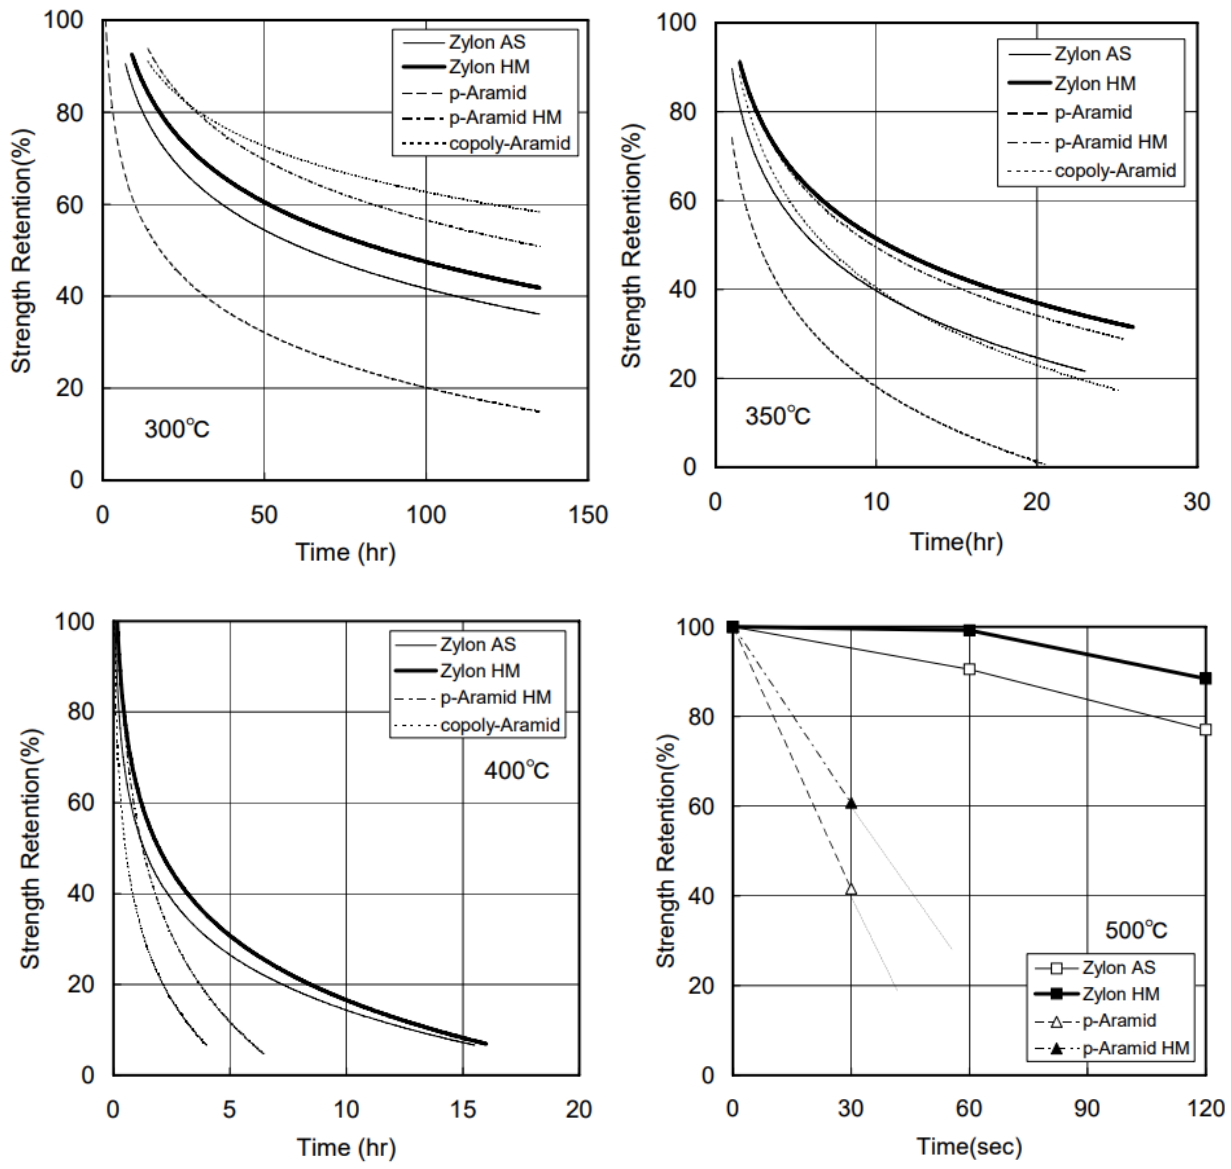 100
80
60
40
20
0
Strength Retention(%)
Zylon AS
Zylon HM
p-Aramid
p-Aramid HM
copoly-Aramid
300℃
0 50 100 150
Time (hr)
100
80
60
40
20
0
Strength Retention(%)
Zylon AS
Zylon HM
p-Aramid
p-Aramid HM
copoly-Aramid
350℃
0 10 20 30
Time(hr)
100
80
60
40
20
0
Strength Retention(%)
Zylon AS
Zylon HM
p-Aramid HM
copoly-Aramid
400℃
0 5 10 15 20
Time (hr)
100
80
60
40
20
0
Strength Retention(%)
500℃
Zylon AS
Zylon HM
p-Aramid
p-Aramid HM
0 30 60 90 120
Time(sec)